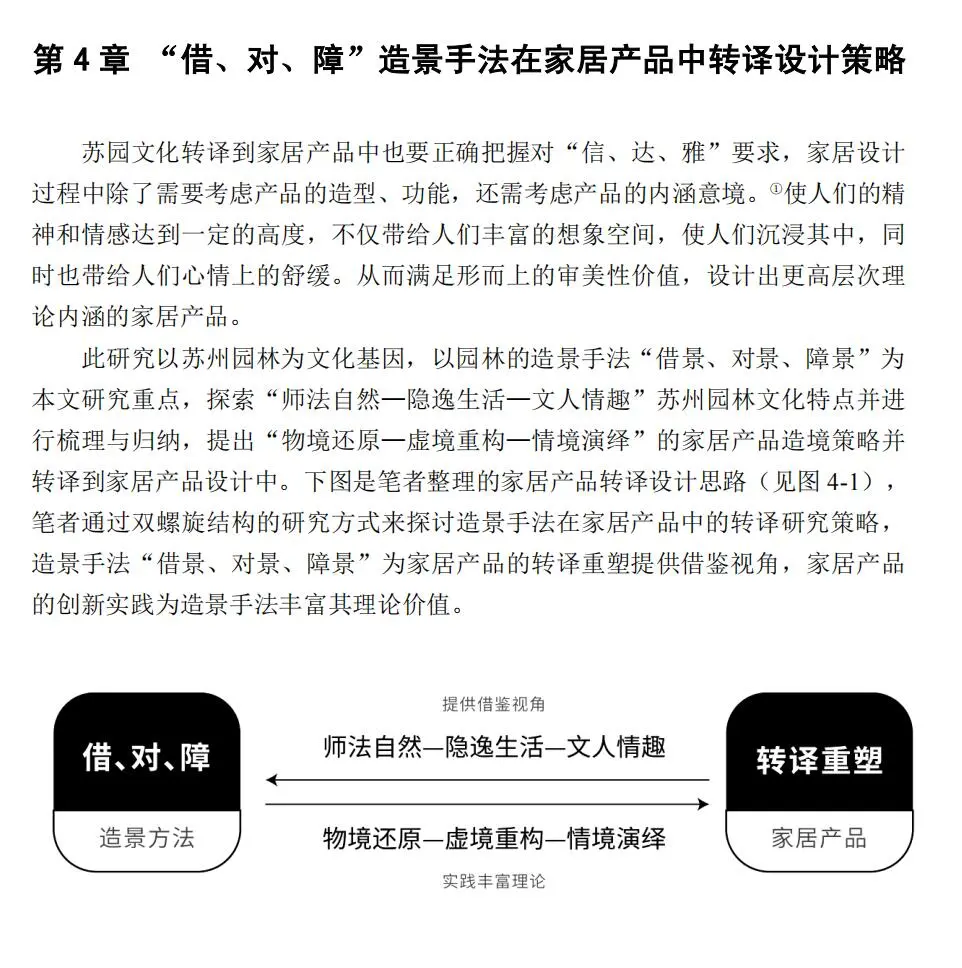 第 4 章 “借、对、障”造景手法在家居产品中转译设计策略
苏园文化转译到家居产品中也要正确把握对“信、达、雅”要求，家居设计
过程中除了需要考虑产品的造型、功能，还需考虑产品的内涵意境。①使人们的精
神和情感达到一定的高度，不仅带给人们丰富的想象空间，使人们沉浸其中，同
时也带给人们心情上的舒缓。从而满足形而上的审美性价值，设计出更高层次理
论内涵的家居产品。
此研究以苏州园林为文化基因，以园林的造景手法“借景、对景、障景”为
本文研究重点，探索“师法自然—隐逸生活—文人情趣”苏州园林文化特点并进
行梳理与归纳，提出“物境还原—虚境重构—情境演绎”的家居产品造境策略并
转译到家居产品设计中。下图是笔者整理的家居产品转译设计思路（见图 4-1），
笔者通过双螺旋结构的研究方式来探讨造景手法在家居产品中的转译研究策略，
造景手法“借景、对景、障景”为家居产品的转译重塑提供借鉴视角，家居产品
的创新实践为造景手法丰富其理论价值。
提供借鉴视角
师法自然—隐逸生活—文人情趣
借、对、障
转译重塑
造景方法
物境还原—虚境重构—情境演绎
家居产品
实践丰富理论